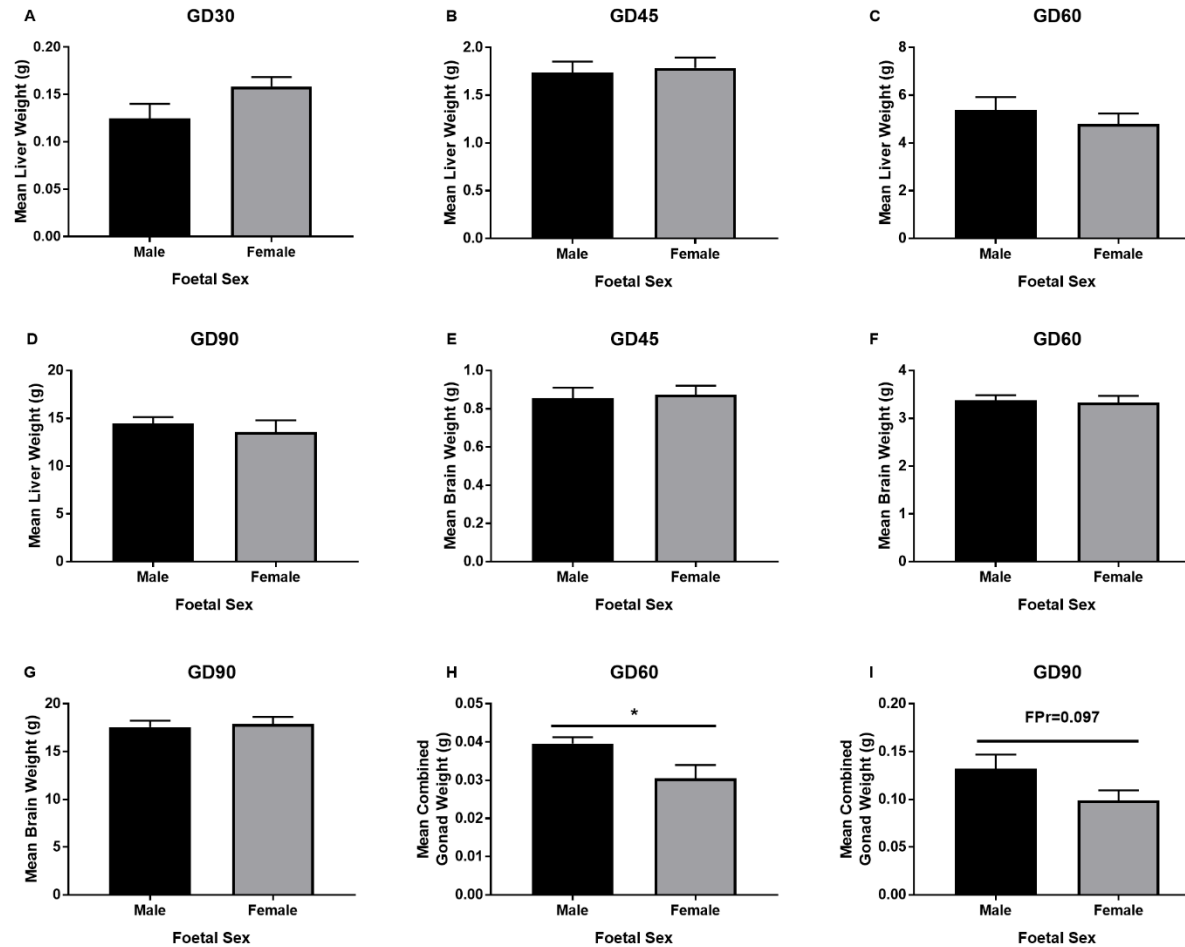 A
GD30
Mean Liver Weight (g)
0.20
0.15
0.10
0.05
0.00
Male
Female
Foetal Sex
B
GD45
Mean Liver Weight (g)
2.0
1.5
1.0
0.5
0.0
Male
Female
Foetal Sex
C
GD60
Mean Liver Weight (g)
8
6
4
2
0
Male
Female
Foetal Sex
D
GD90
Mean Liver Weight (g)
20
15
10
5
0
Male
Female
Foetal Sex
E
GD45
Mean Brain Weight (g)
1.0
0.8
0.6
0.4
0.2
0.0
Male
Female
Foetal Sex
F
GD60
Mean Brain Weight (g)
4
3
2
1
0
Male
Female
Foetal Sex
G
GD90
Mean Brain Weight (g)
20
15
10
5
0
Male
Female
Foetal Sex
H
GD60
Mean Combined
Gonad Weight (g)
0.05
0.04
0.03
0.02
0.01
0.00
*
Male
Female
Foetal Sex
I
GD90
Mean Combined
Gonad Weight (g)
0.20
0.15
0.10
0.05
0.00
FPr=0.097
Male
Female
Foetal Sex